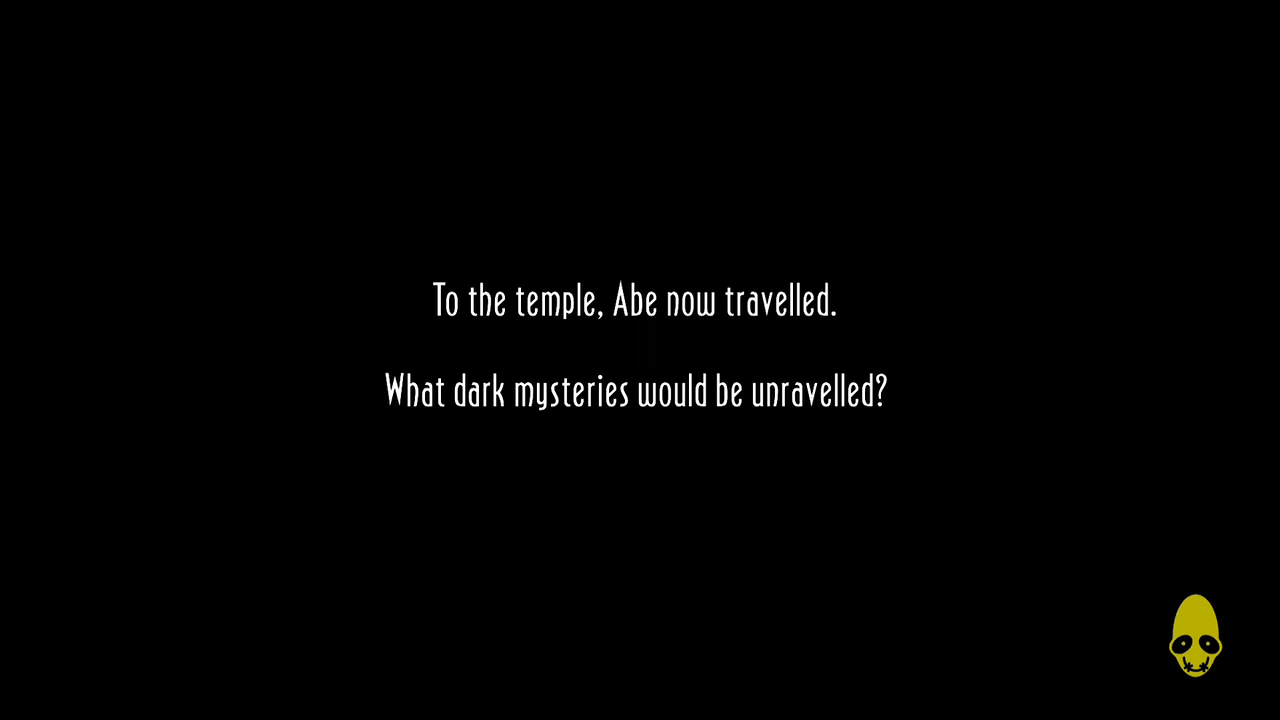 To the temple, Abe now travelled.
What dark mysteries would be unravelled?